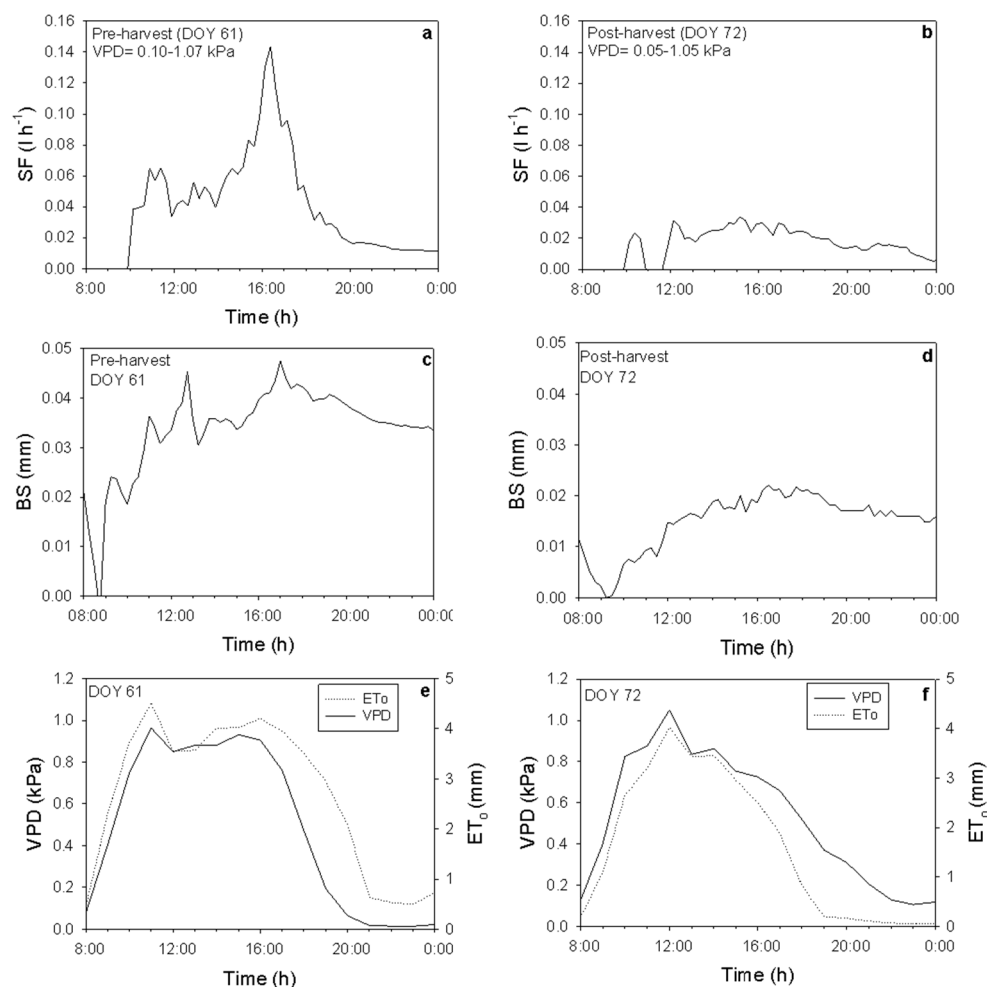 0.16
0.14
0.12
0.10
0.08
0.06
0.04
0.02
0.00
SF (l h⁻¹)
Pre-harvest (DOY 61)
VPD= 0.10-1.07 kPa
a
8:00 12:00 16:00 20:00 0:00
Time (h)
0.16
0.14
0.12
0.10
0.08
0.06
0.04
0.02
0.00
SF (l h⁻¹)
Post-harvest (DOY 72)
VPD= 0.05-1.05 kPa
b
8:00 12:00 16:00 20:00 0:00
Time (h)
0.05
0.04
0.03
0.02
0.01
0.00
BS (mm)
Pre-harvest
DOY 61
c
08:00 12:00 16:00 20:00 00:00
Time (h)
0.05
0.04
0.03
0.02
0.01
0.00
BS (mm)
Post-harvest
DOY 72
d
08:00 12:00 16:00 20:00 00:00
Time (h)
1.2
1.0
0.8
0.6
0.4
0.2
0.0
VPD (kPa)
DOY 61
ETo
VPD
e
5
4
3
2
1
0
ET₀ (mm)
8:00 12:00 16:00 20:00 0:00
Time (h)
1.2
1.0
0.8
0.6
0.4
0.2
0.0
VPD (kPa)
DOY 72
VPD
ETo
f
5
4
3
2
1
0
ET₀ (mm)
8:00 12:00 16:00 20:00 0:00
Time (h)